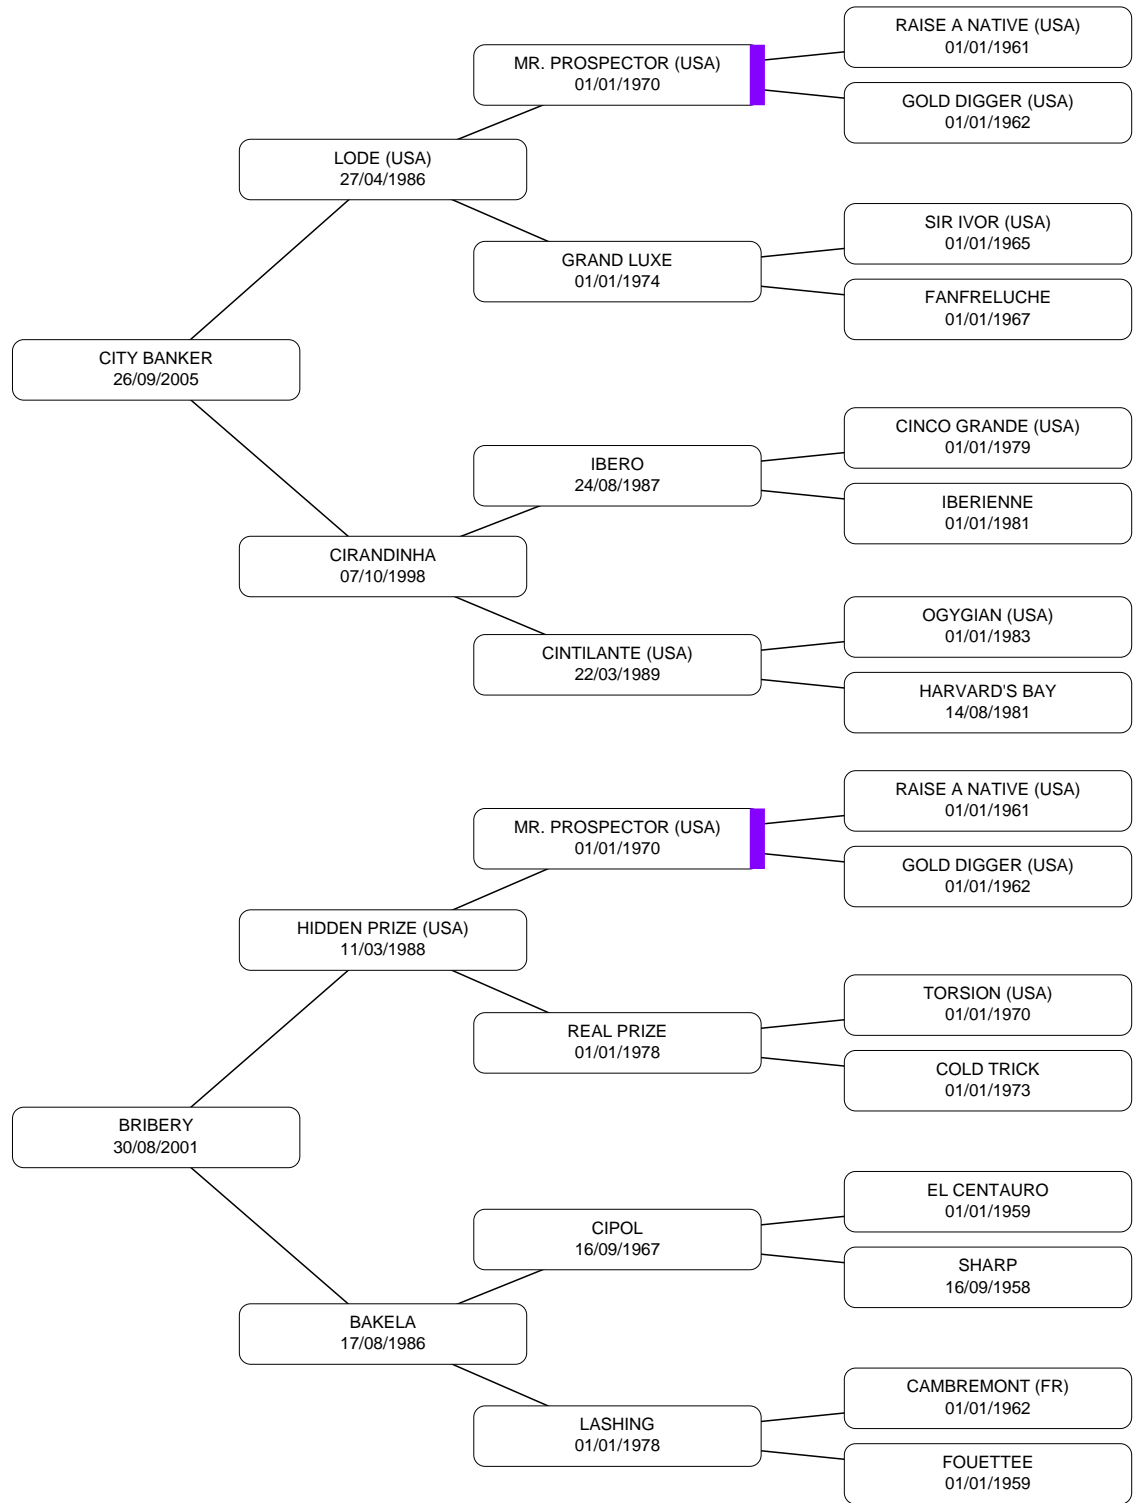 RAISE A NATIVE (USA)
01/01/1961
MR. PROSPECTOR (USA)
01/01/1970
GOLD DIGGER (USA)
01/01/1962
LODE (USA)
27/04/1986
SIR IVOR (USA)
01/01/1965
GRAND LUXE
01/01/1974
FANFRELUCHE
01/01/1967
CITY BANKER
26/09/2005
CINCO GRANDE (USA)
01/01/1979
IBERO
24/08/1987
IBERIENNE
01/01/1981
CIRANDINHA
07/10/1998
OGYGIAN (USA)
01/01/1983
CINTILANTE (USA)
22/03/1989
HARVARD'S BAY
14/08/1981
RAISE A NATIVE (USA)
01/01/1961
MR. PROSPECTOR (USA)
01/01/1970
GOLD DIGGER (USA)
01/01/1962
HIDDEN PRIZE (USA)
11/03/1988
TORSION (USA)
01/01/1970
REAL PRIZE
01/01/1978
COLD TRICK
01/01/1973
BRIBERY
30/08/2001
EL CENTAURO
01/01/1959
CIPOL
16/09/1967
SHARP
16/09/1958
BAKELA
17/08/1986
CAMBREMONT (FR)
01/01/1962
LASHING
01/01/1978
FOUETTEE
01/01/1959